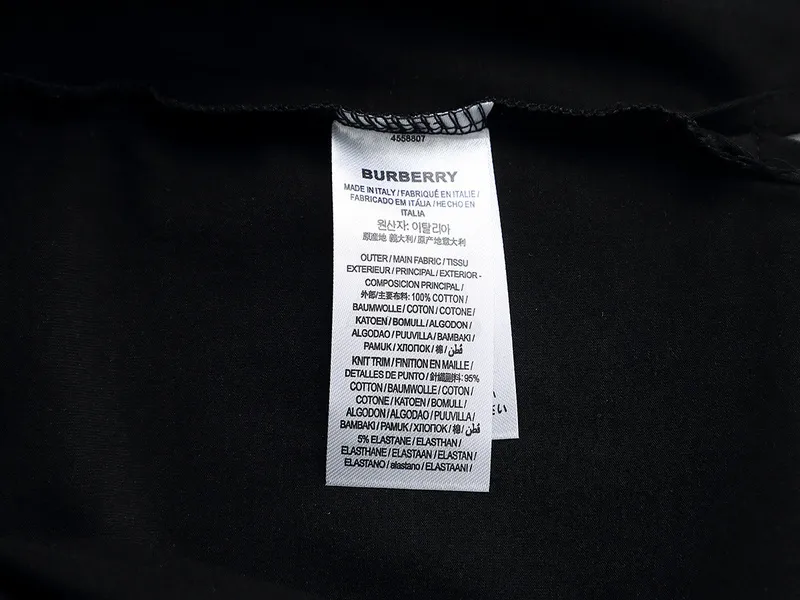 4558807
BURBERRY
MADE IN ITALY / FABRIQUÉ EN ITALIE /
FABRICADO EM ITÁLIA / HECHO EN
ITALIA
원산자: 이탈리아
原産地 義大利 / 原产地意大利
OUTER / MAIN FABRIC / TISSU
EXTERIEUR / PRINCIPAL / EXTERIOR -
COMPOSICION PRINCIPAL /
外部/主要布料: 100% COTTON /
BAUMWOLLE / COTON / COTONE /
KATOEN / BOMULL / ALGODON /
ALGODAO / PUUVILLA / BAMBAKI /
PAMUK / ХЛОПОК / 棉 / قطن /
KNIT TRIM / FINITION EN MAILLE /
DETALLES DE PUNTO / 針織副料: 95%
COTTON / BAUMWOLLE / COTON /
COTONE / KATOEN / BOMULL /
ALGODON / ALGODAO / PUUVILLA /
BAMBAKI / PAMUK / ХЛОПОК / 棉 / قطن
5% ELASTANE / ELASTHAN /
ELASTHANE / ELASTAAN / ELASTAN /
ELASTANO / elastano / ELASTAANI /